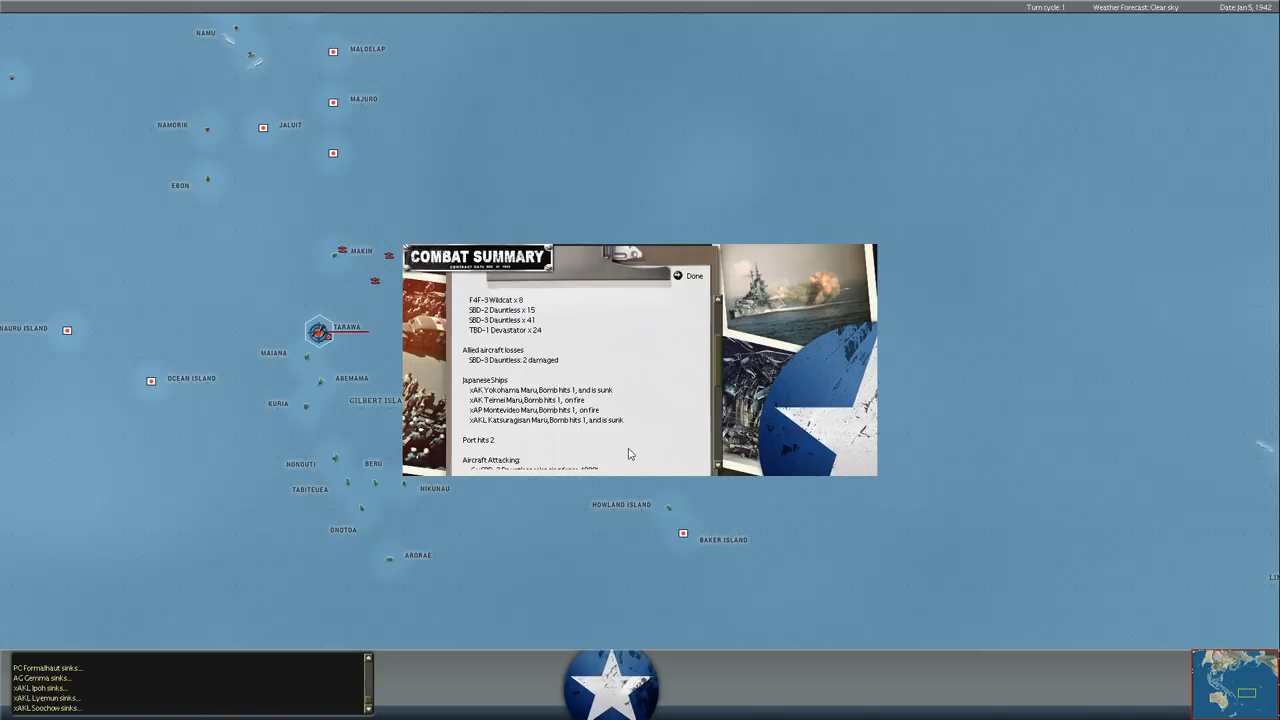 Turn cycle: 1 Weather Forecast: Clear sky Date: Jan 5, 1942
NAMU
MALOELAP
MAJURO
NAMORIK
JALUIT
EBON
MAKIN
COMBAT SUMMARY
Done
F4F-3 Wildcat x 8
SBD-2 Dauntless x 15
SBD-3 Dauntless x 41
TBD-1 Devastator x 24
Allied aircraft losses
SBD-3 Dauntless: 2 damaged
Japanese Ships
xAK Yokohama Maru, Bomb hits 1, and is sunk
xAK Teimei Maru, Bomb hits 1, on fire
xAP Montevideo Maru, Bomb hits 1, on fire
xAKL Katsuragisan Maru, Bomb hits 1, and is sunk
Port hits 2
Aircraft Attacking:
NAURU ISLAND
TARAWA
MAIANA
OCEAN ISLAND
ABEMAMA
KURIA
GILBERT ISLA
NONOUTI
BERU
TABITEUEA
NIKUNAU
HOWLAND ISLAND
ONOTOA
BAKER ISLAND
ARORAE
LI
PC Formalhaut sinks...
AG Gemma sinks...
xAKL Ipoh sinks...
xAKL Lyemun sinks...
xAKL Soochow sinks...